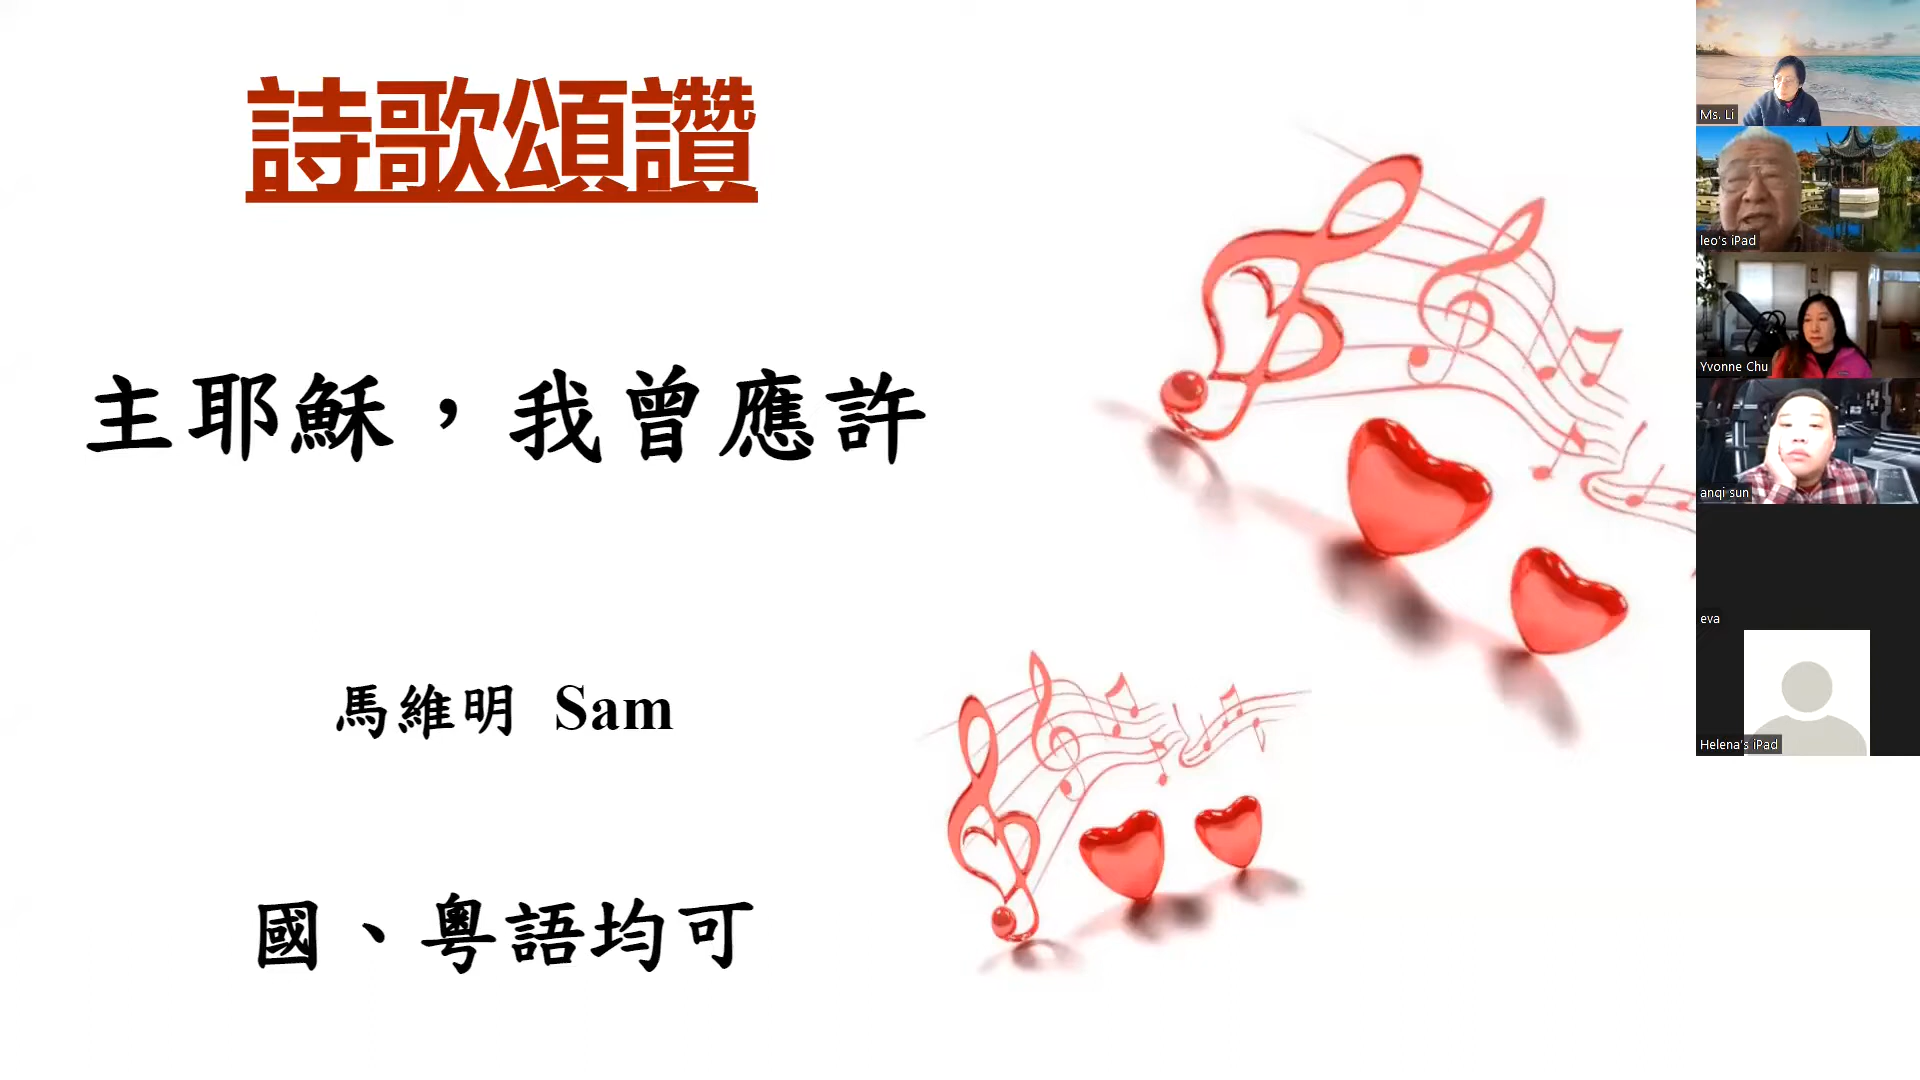 詩歌頌讚
主耶穌，我曾應許
馬維明 Sam
國、粵語均可
Ms. Li
leo's iPad
Yvonne Chu
anqi sun
eva
Helena's iPad